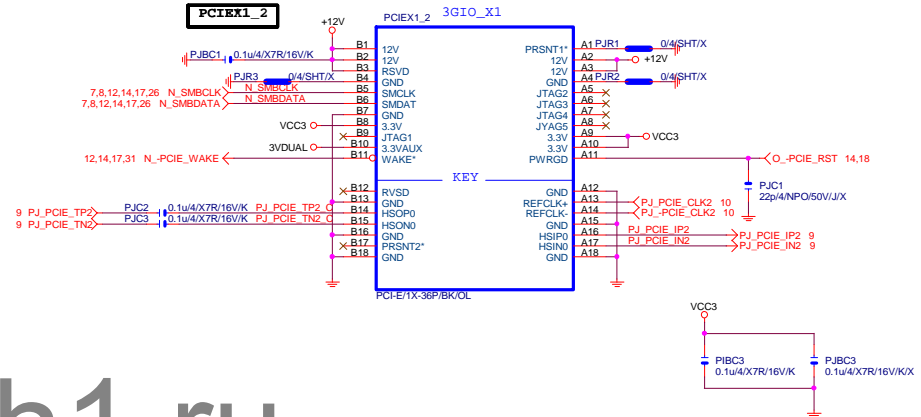 PCIEX1_2
PCIEX1_2 3GIO_X1
+12V
PJBC1 0.1u/4/X7R/16V/K
B1 12V PRSNT1* A1 PJR1 0/4/SHT/X
B2 12V 12V A2 +12V
B3 RSVD 12V A3
PJR3 0/4/SHT/X B4 GND GND A4 PJR2 0/4/SHT/X
7,8,12,14,17,26 N_SMBCLK N_SMBCLK B5 SMCLK JTAG2 A5
7,8,12,14,17,26 N_SMBDATA N_SMBDATA B6 SMDAT JTAG3 A6
B7 GND JTAG4 A7
VCC3 B8 3.3V JYAG5 A8
B9 JTAG1 3.3V A9 VCC3
3VDUAL B10 3.3VAUX 3.3V A10
12,14,17,31 N_-PCIE_WAKE B11 WAKE* PWRGD A11 O_-PCIE_RST 14,18
KEY
PJC1
22p/4/NPO/50V/J/X
B12 RVSD GND A12
B13 GND REFCLK+ A13 PJ_PCIE_CLK2 10
9 PJ_PCIE_TP2 PJC2 0.1u/4/X7R/16V/K PJ_PCIE_TP2_C B14 HSOP0 REFCLK- A14 PJ_-PCIE_CLK2 10
9 PJ_PCIE_TN2 PJC3 0.1u/4/X7R/16V/K PJ_PCIE_TN2_C B15 HSON0 GND A15
B16 GND HSIP0 A16 PJ_PCIE_IP2 PJ_PCIE_IP2 9
B17 PRSNT2* HSIN0 A17 PJ_PCIE_IN2 PJ_PCIE_IN2 9
B18 GND GND A18
PCI-E/1X-36P/BK/OL
VCC3
PIBC3
0.1u/4/X7R/16V/K
PJBC3
0.1u/4/X7R/16V/K/X
b1.ru